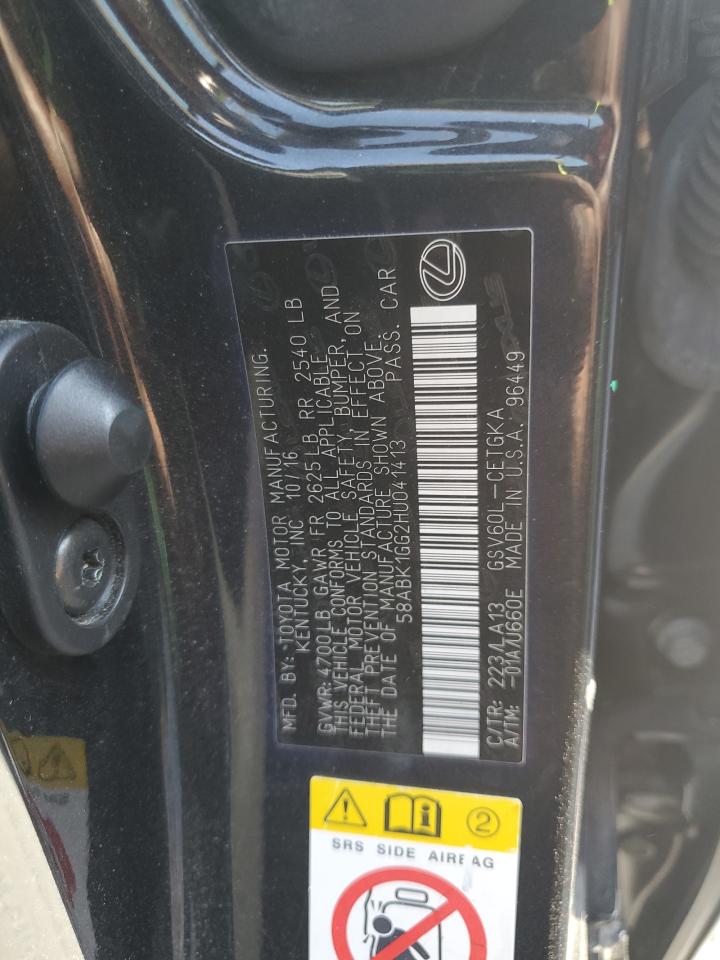 MFD. BY: TOYOTA MOTOR MANUFACTURING.
KENTUCKY, INC 10/16
GVWR: 4700 LB GAWR FR 2625 LB RR 2540 LB
THIS VEHICLE CONFORMS TO ALL APPLICABLE
FEDERAL MOTOR VEHICLE SAFETY, BUMPER, AND
THEFT PREVENTION STANDARDS IN EFFECT ON
THE DATE OF MANUFACTURE SHOWN ABOVE.
58ABK1GG2HU041413 PASS. CAR
C/TR: 223/LA13 GSV60L-CETGKA
A/TM: -01A/U660E MADE IN U.S.A. 96449
2
SRS SIDE AIRBAG